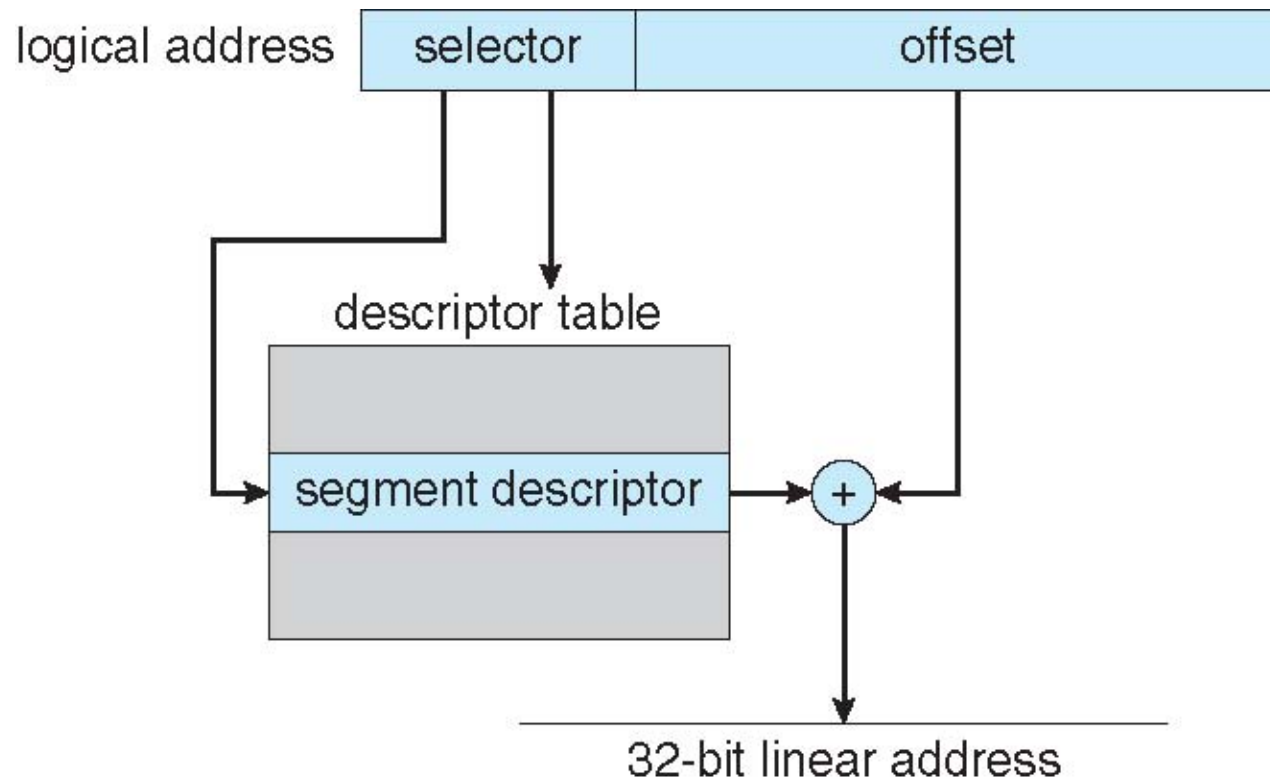 logical address selector offset
descriptor table
segment descriptor +
32-bit linear address